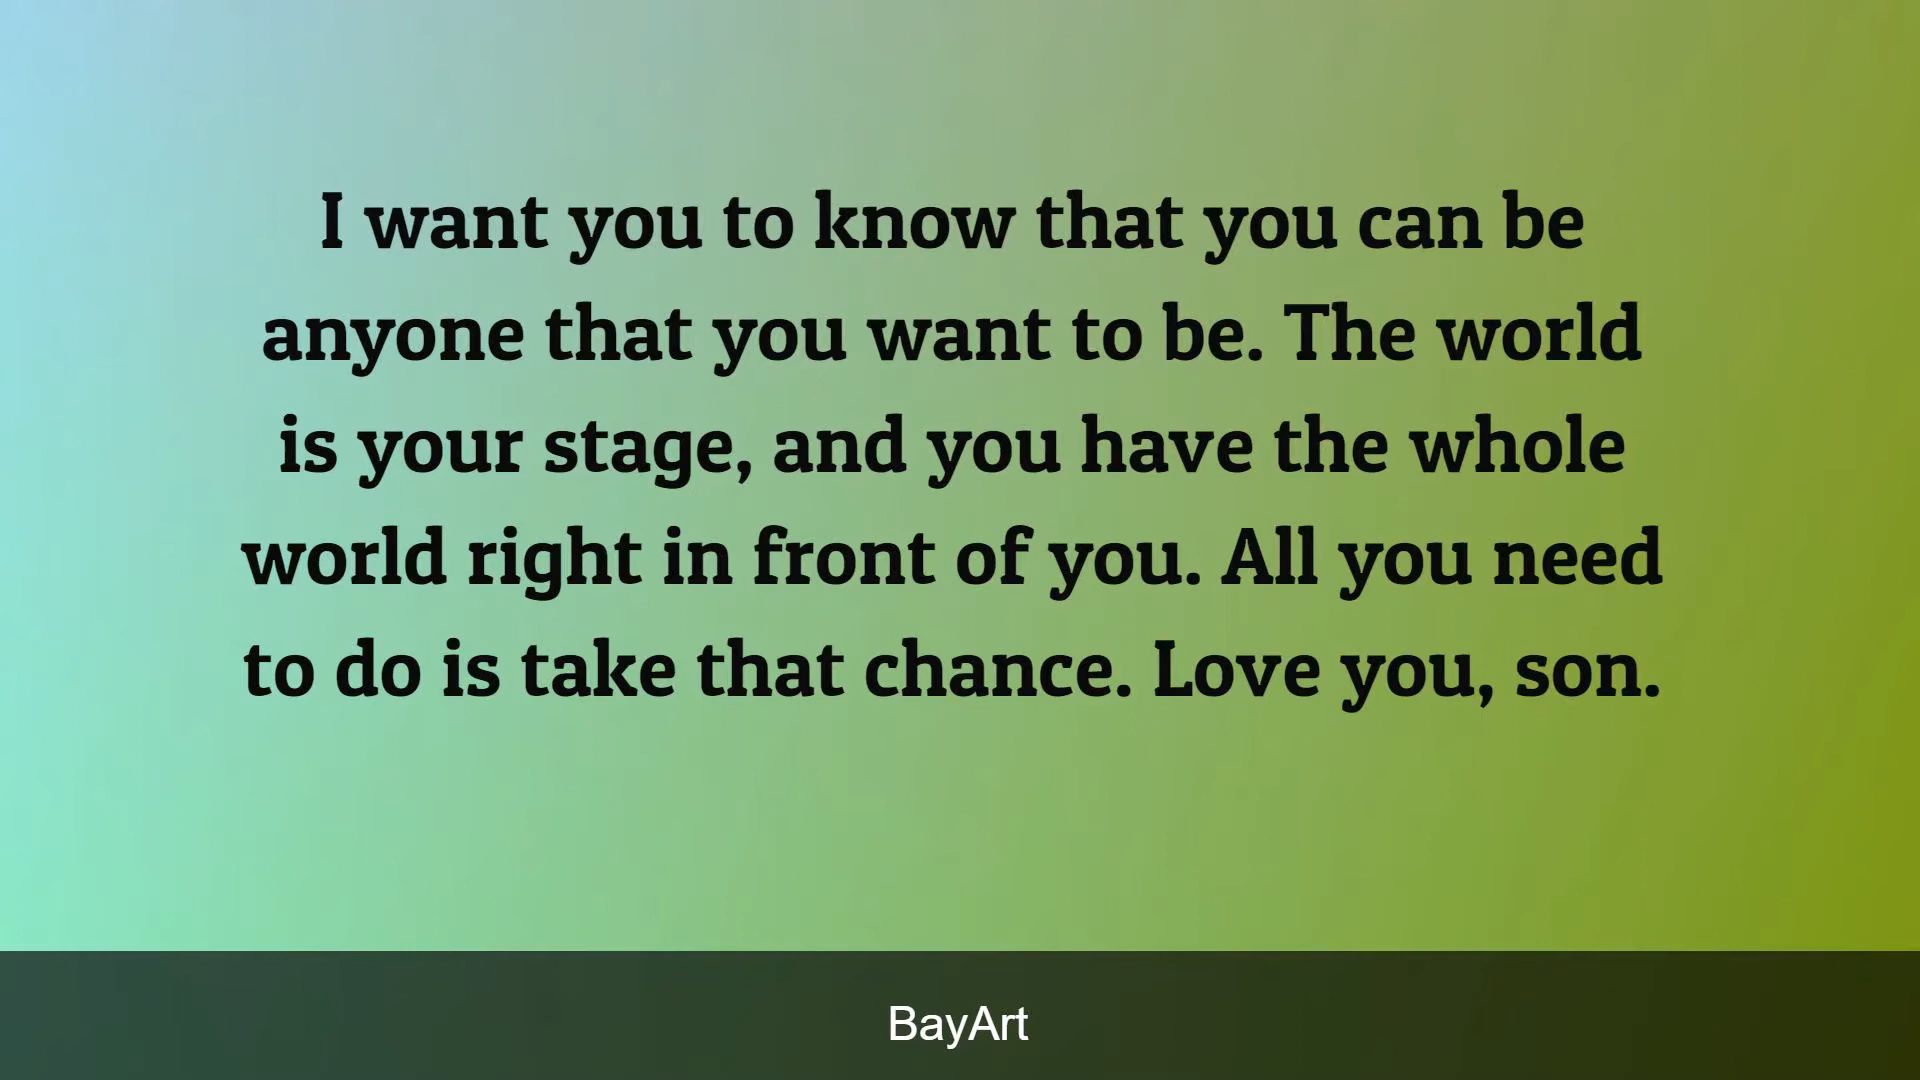 I want you to know that you can be
anyone that you want to be. The world
is your stage, and you have the whole
world right in front of you. All you need
to do is take that chance. Love you, son.
BayArt